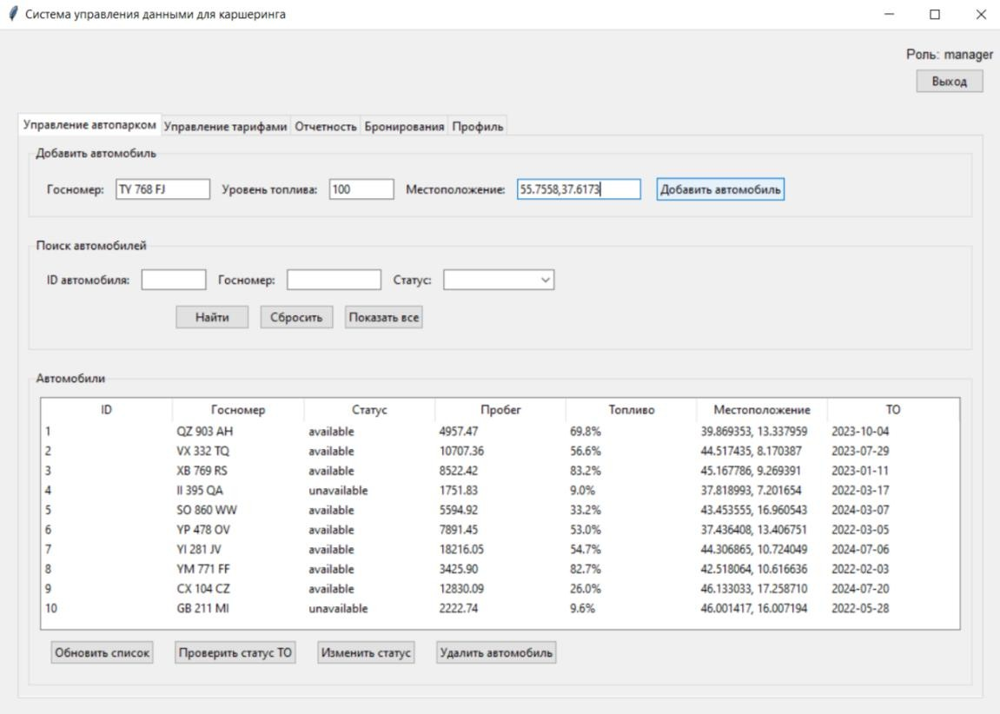 Система управления данными для каршеринга
Роль: manager
Выход
Управление автопарком Управление тарифами Отчетность Бронирования Профиль
Добавить автомобиль
Госномер: TY 768 FJ Уровень топлива: 100 Местоположение: 55.7558,37.6173 Добавить автомобиль
Поиск автомобилей
ID автомобиля: Госномер: Статус:
Найти Сбросить Показать все
Автомобили
ID Госномер Статус Пробег Топливо Местоположение ТО
1 QZ 903 AH available 4957.47 69.8% 39.869353, 13.337959 2023-10-04
2 VX 332 TQ available 10707.36 56.6% 44.517435, 8.170387 2023-07-29
3 XB 769 RS available 8522.42 83.2% 45.167786, 9.269391 2023-01-11
4 II 395 QA unavailable 1751.83 9.0% 37.818993, 7.201654 2022-03-17
5 SO 860 WW available 5594.92 33.2% 43.453555, 16.960543 2024-03-07
6 YP 478 OV available 7891.45 53.0% 37.436408, 13.406751 2022-03-05
7 YI 281 JV available 18216.05 54.7% 44.306865, 10.724049 2024-07-06
8 YM 771 FF available 3425.90 82.7% 42.518064, 10.616636 2022-02-03
9 CX 104 CZ available 12830.09 26.0% 46.133033, 17.258710 2024-07-20
10 GB 211 MI unavailable 2222.74 9.6% 46.001417, 16.007194 2022-05-28
Обновить список Проверить статус ТО Изменить статус Удалить автомобиль